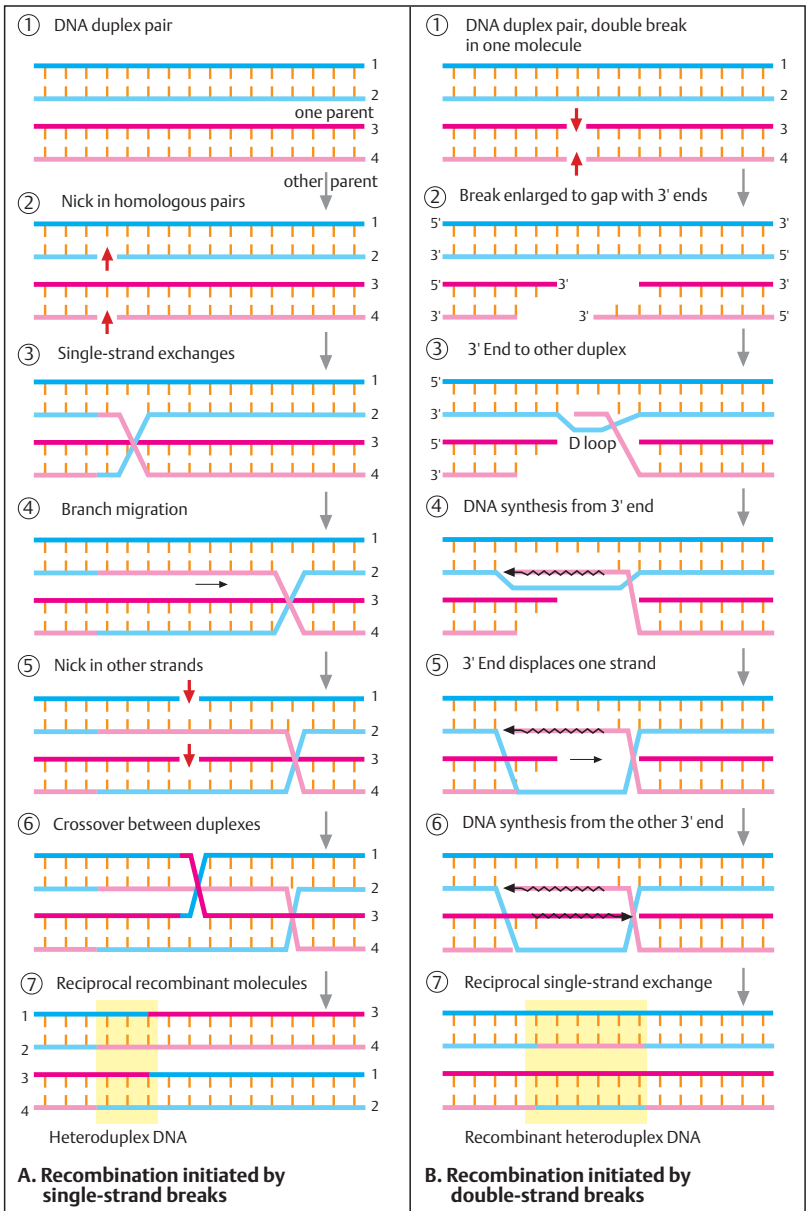 ① DNA duplex pair
1
2
one parent
3
4
other parent
② Nick in homologous pairs
1
2
3
4
③ Single-strand exchanges
1
2
3
4
④ Branch migration
1
2
3
4
⑤ Nick in other strands
1
2
3
4
⑥ Crossover between duplexes
1
2
3
4
⑦ Reciprocal recombinant molecules
1 3
2 4
3 1
4 2
Heteroduplex DNA
A. Recombination initiated by
single-strand breaks
① DNA duplex pair, double break
in one molecule
1
2
3
4
② Break enlarged to gap with 3' ends
5' 3'
3' 5'
5' 3' 3'
3' 3' 5'
③ 3' End to other duplex
5'
3'
5' D loop
3'
④ DNA synthesis from 3' end
⑤ 3' End displaces one strand
⑥ DNA synthesis from the other 3' end
⑦ Reciprocal single-strand exchange
Recombinant heteroduplex DNA
B. Recombination initiated by
double-strand breaks